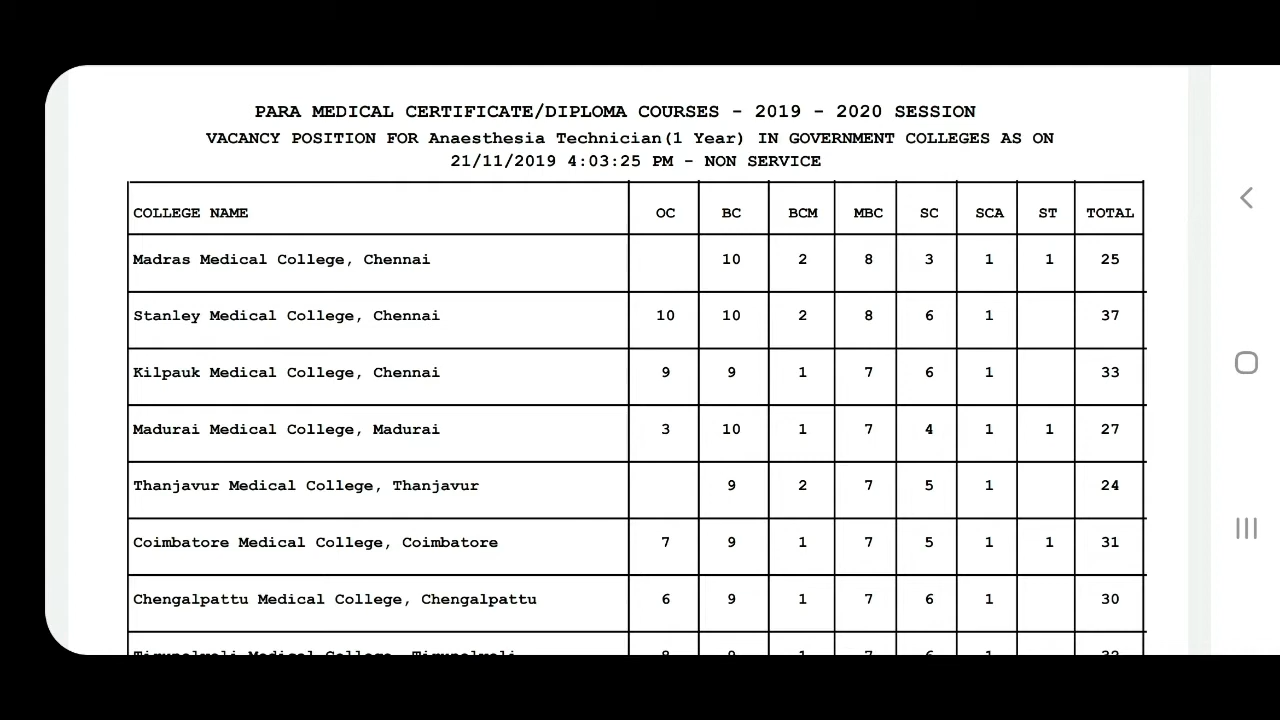 PARA MEDICAL CERTIFICATE/DIPLOMA COURSES - 2019 - 2020 SESSION
VACANCY POSITION FOR Anaesthesia Technician(1 Year) IN GOVERNMENT COLLEGES AS ON
21/11/2019 4:03:25 PM - NON SERVICE
COLLEGE NAME OC BC BCM MBC SC SCA ST TOTAL
Madras Medical College, Chennai 10 2 8 3 1 1 25
Stanley Medical College, Chennai 10 10 2 8 6 1 37
Kilpauk Medical College, Chennai 9 9 1 7 6 1 33
Madurai Medical College, Madurai 3 10 1 7 4 1 1 27
Thanjavur Medical College, Thanjavur 9 2 7 5 1 24
Coimbatore Medical College, Coimbatore 7 9 1 7 5 1 1 31
Chengalpattu Medical College, Chengalpattu 6 9 1 7 6 1 30
Medical College,